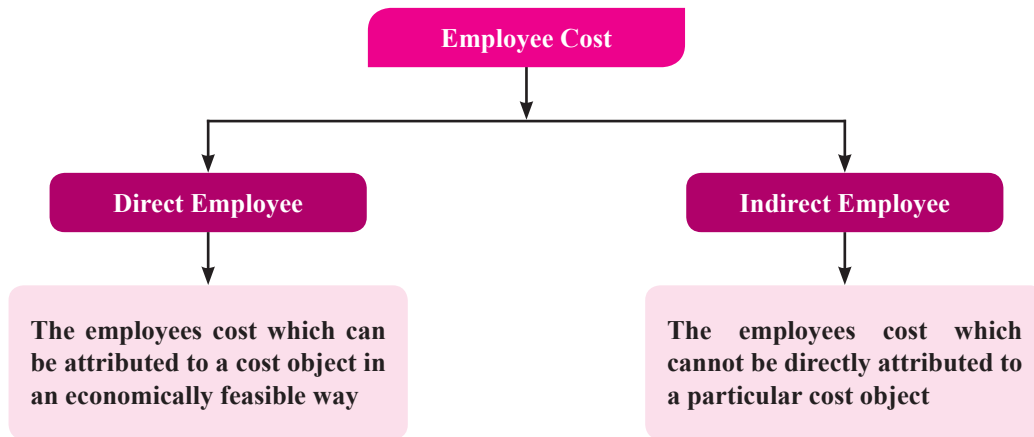 Employee Cost
Direct Employee
Indirect Employee
The employees cost which can
be attributed to a cost object in
an economically feasible way
The employees cost which
cannot be directly attributed to
a particular cost object